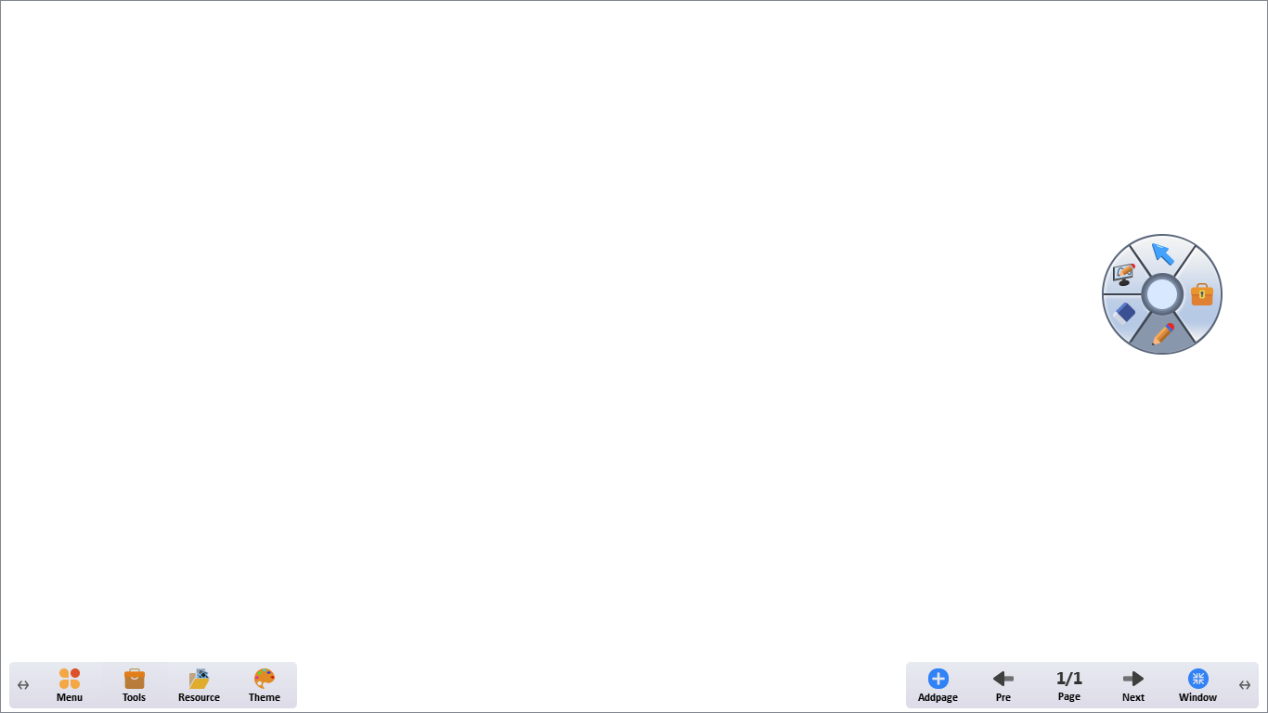 Menu Tools Resource Theme
Addpage Pre 1/1 Page Next Window